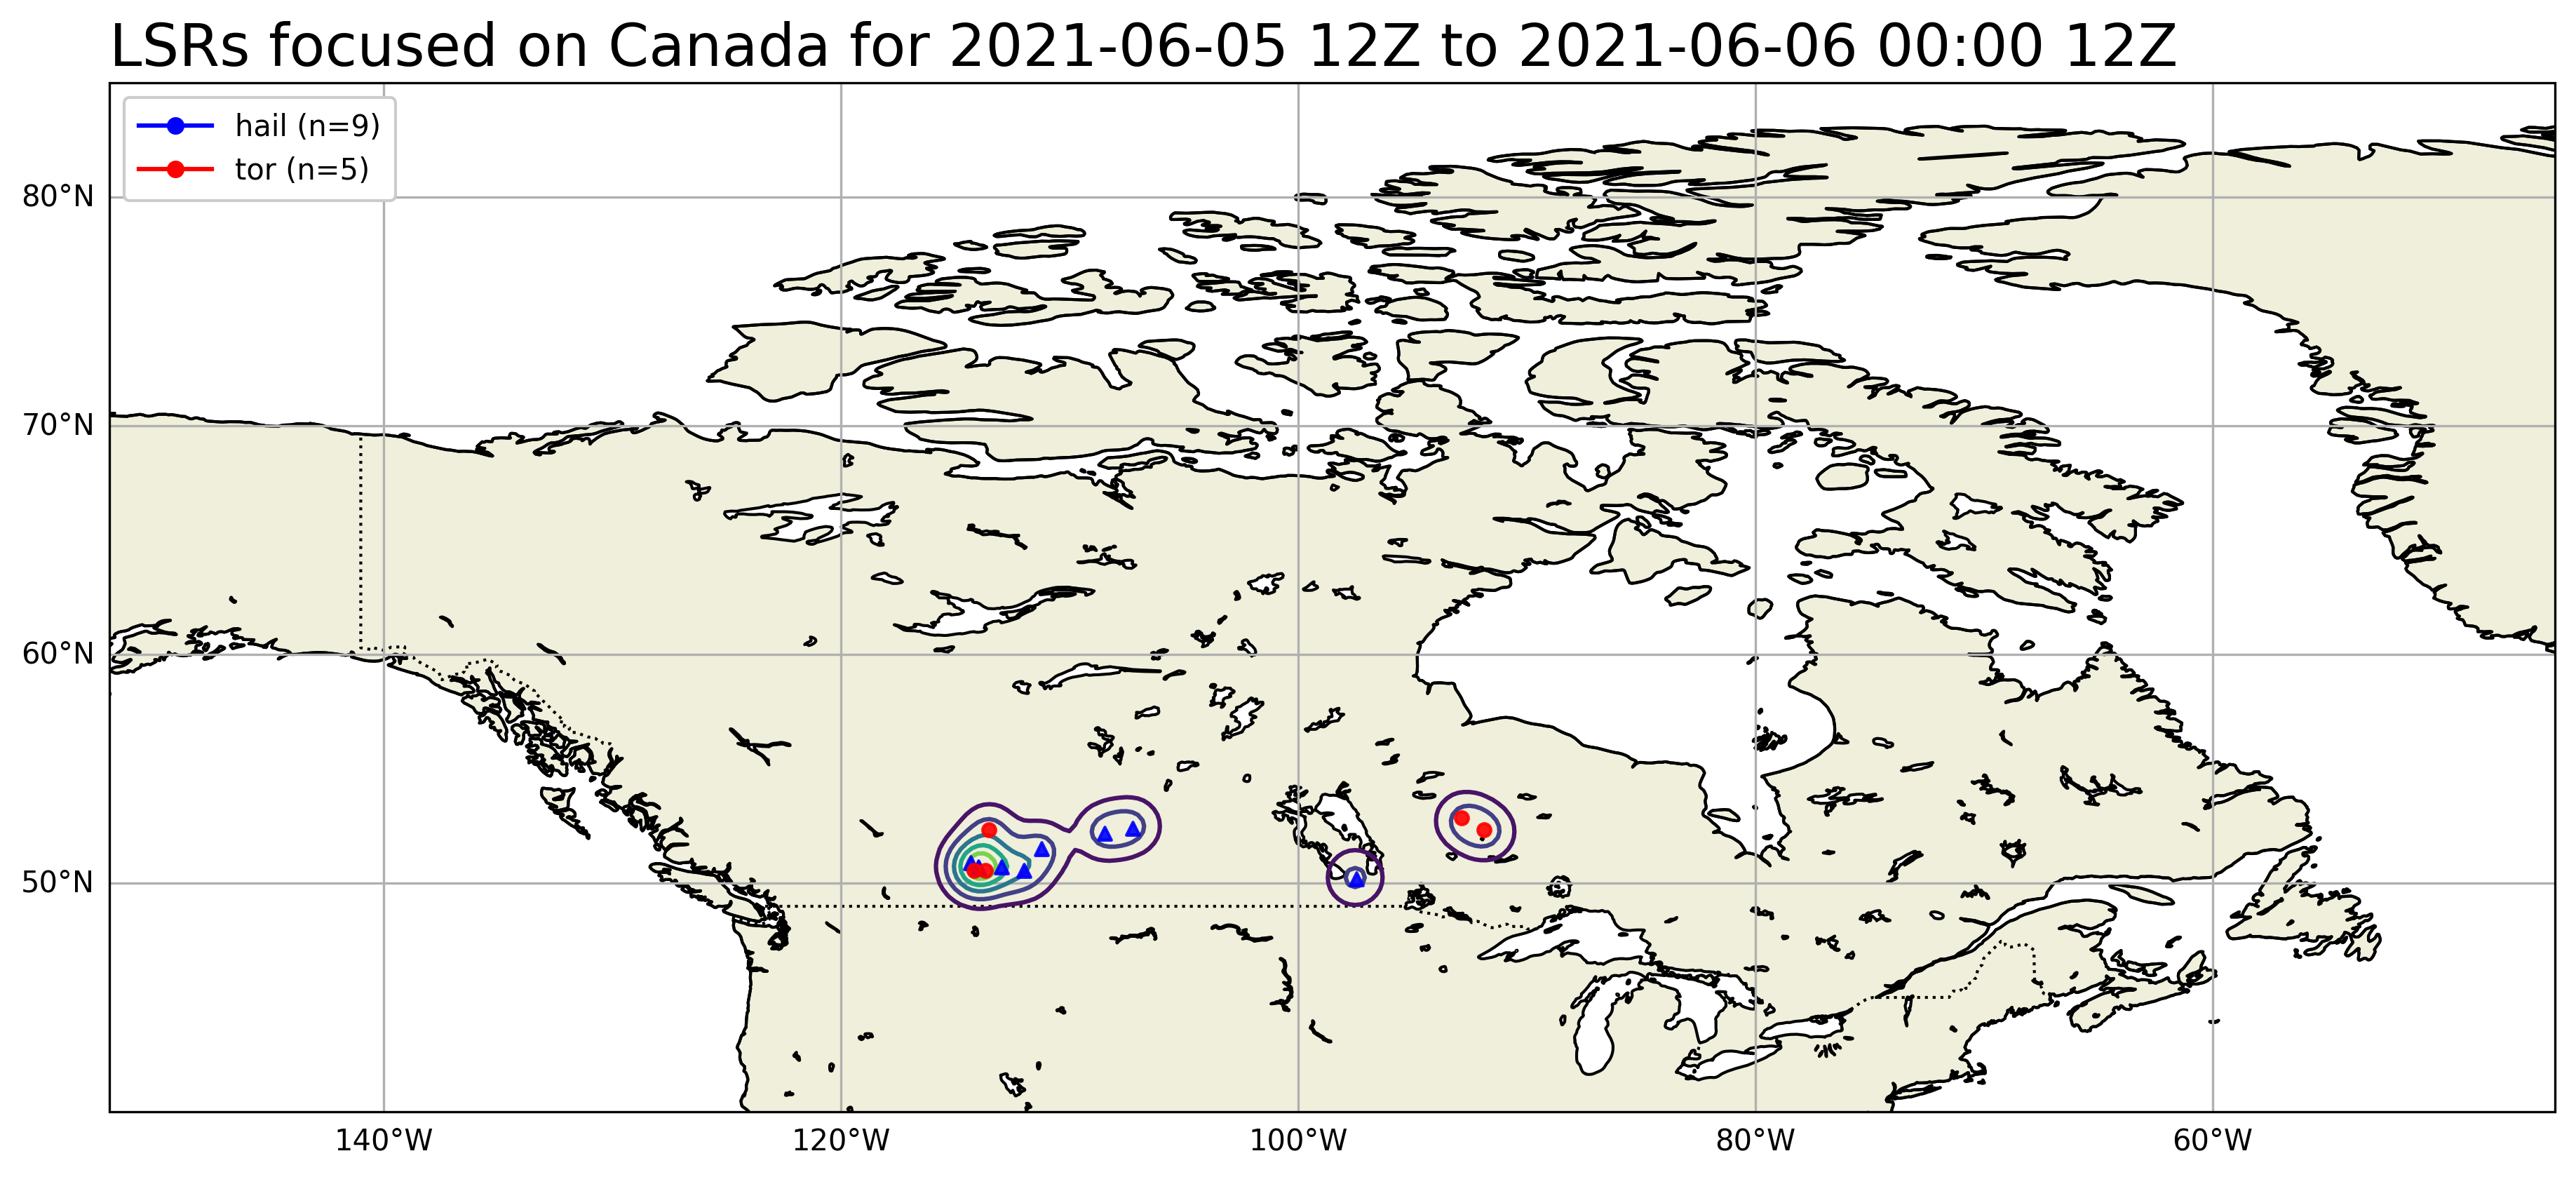 LSRs focused on Canada for 2021-06-05 12Z to 2021-06-06 00:00 12Z
hail (n=9)
tor (n=5)
80°N
70°N
60°N
50°N
140°W 120°W 100°W 80°W 60°W